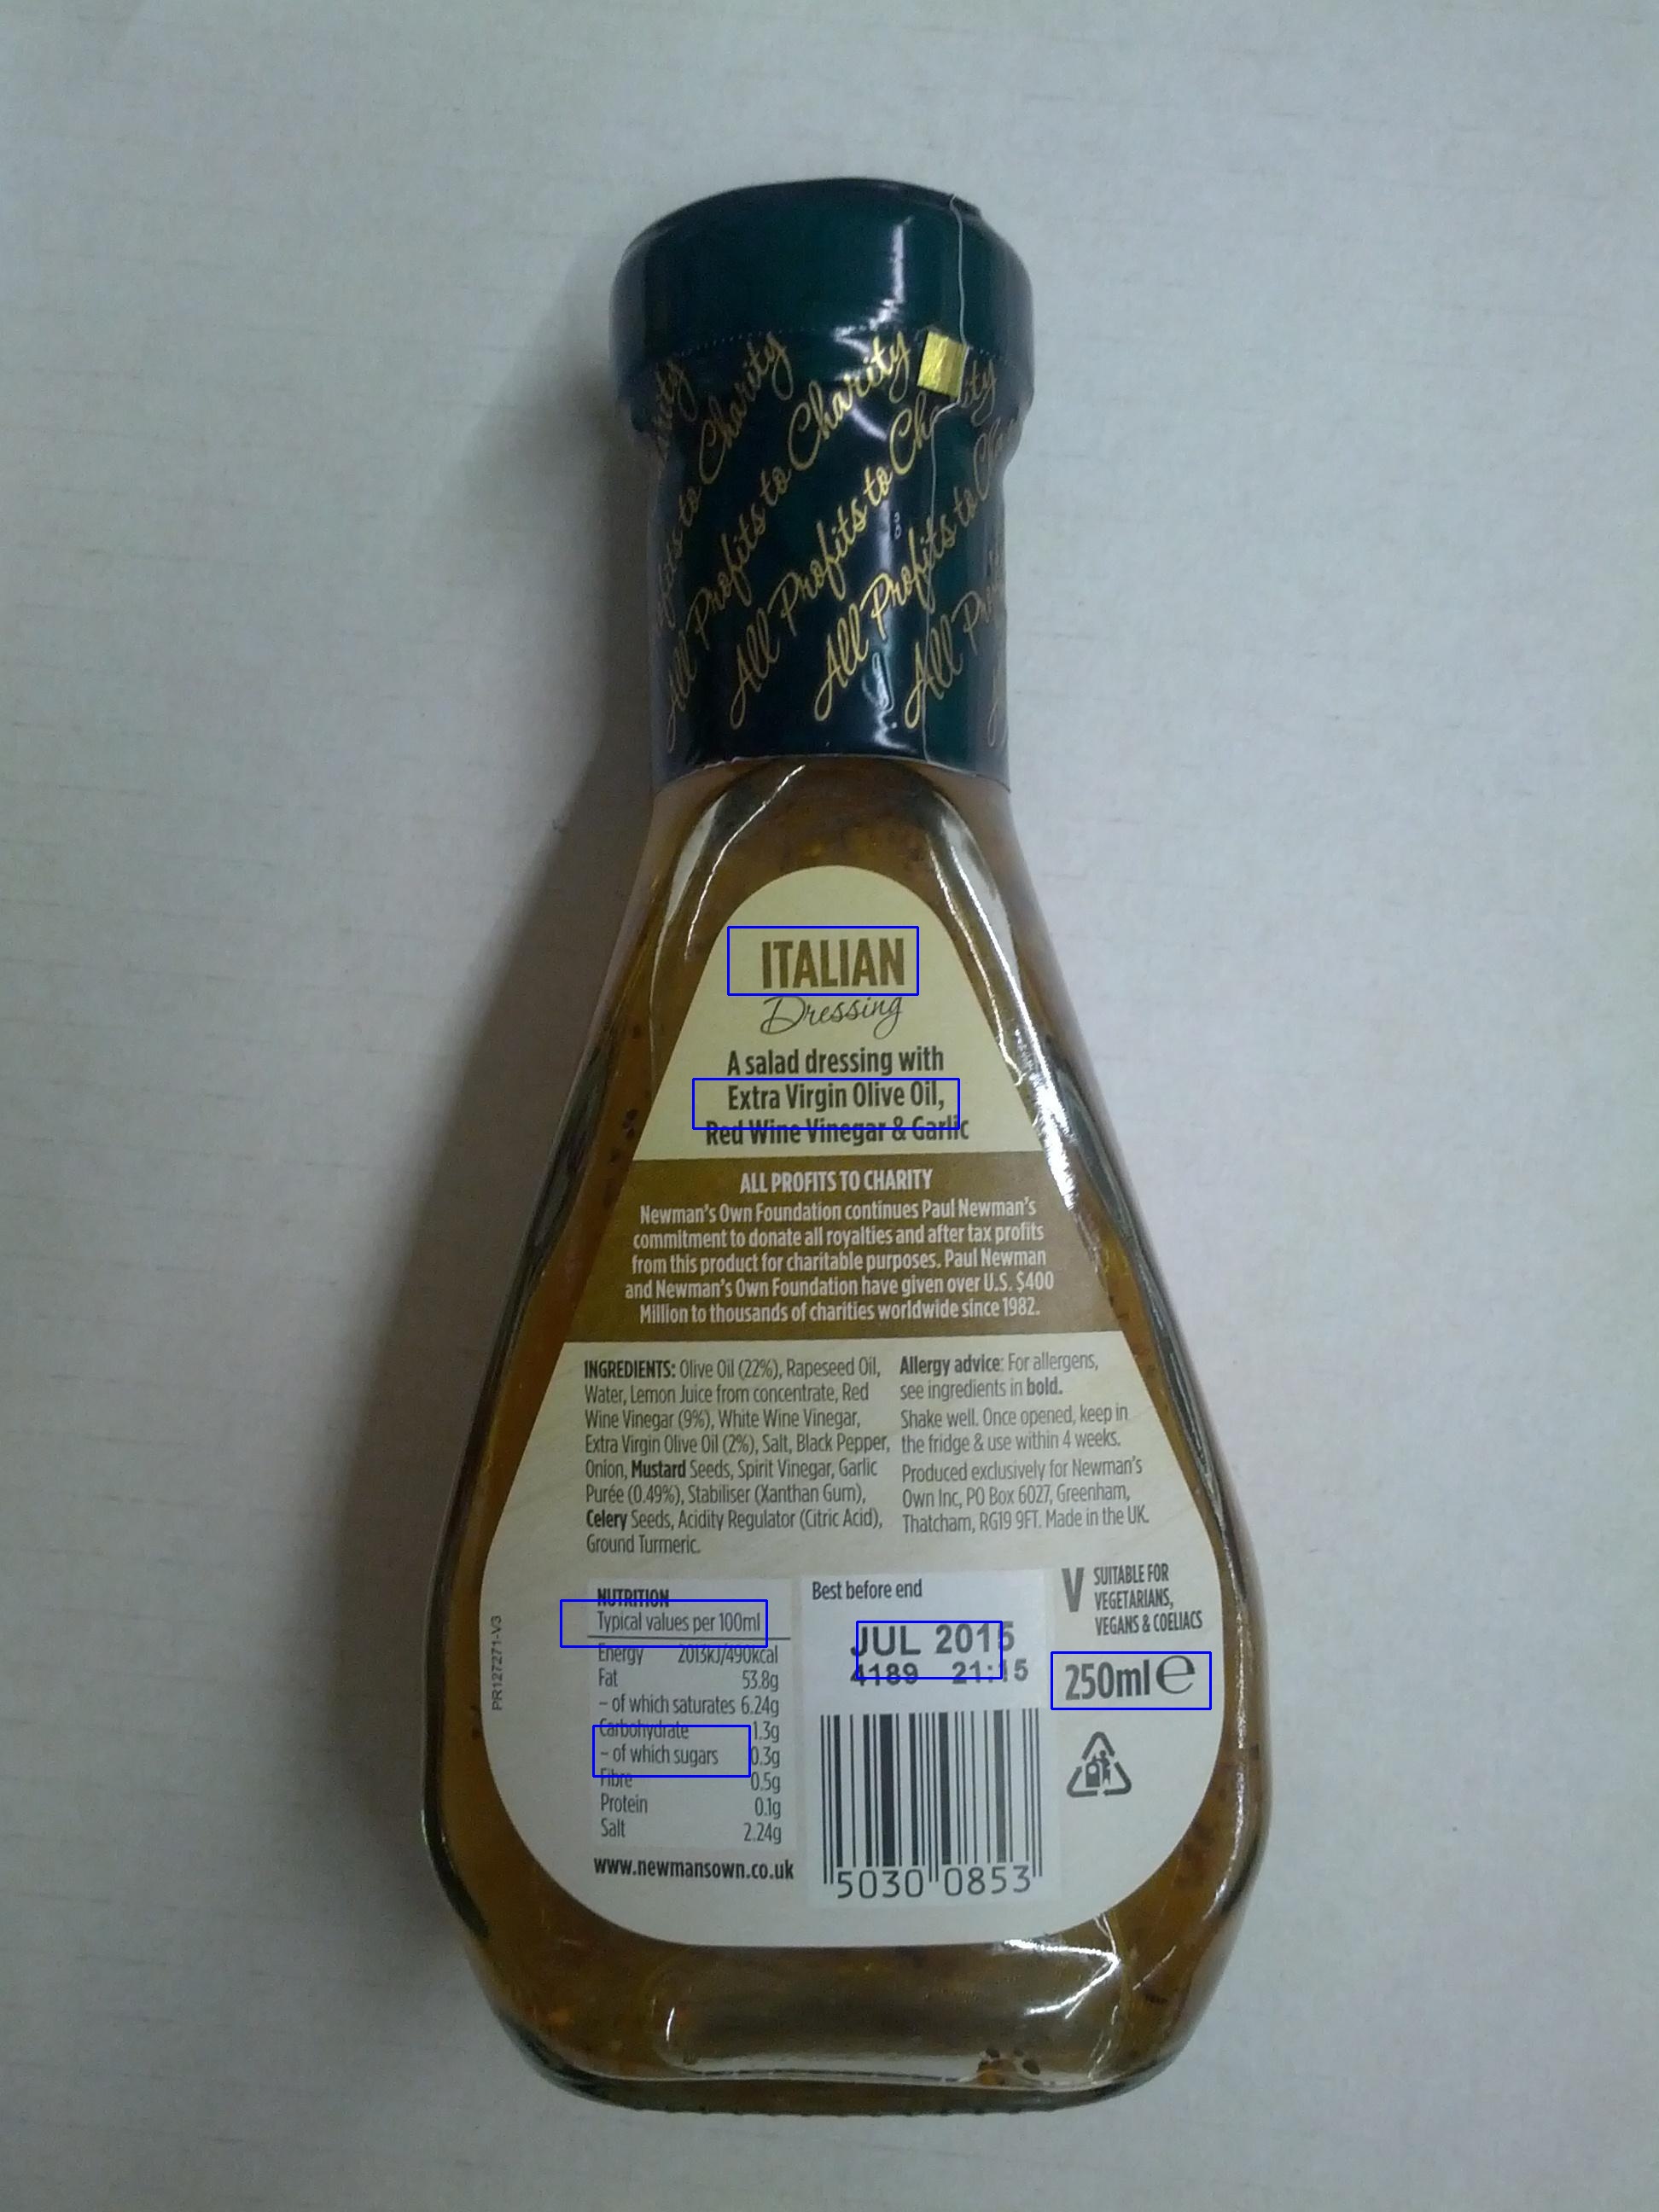 All Profits to Charity
All Profits to Charity
All Profits to Charity
ITALIAN
Dressing
A salad dressing with
Extra Virgin Olive Oil,
Red Wine Vinegar & Garlic
ALL PROFITS TO CHARITY
Newman's Own Foundation continues Paul Newman's
commitment to donate all royalties and after tax profits
from this product for charitable purposes. Paul Newman
and Newman's Own Foundation have given over U.S. $400
Million to thousands of charities worldwide since 1982.
INGREDIENTS: Olive Oil (22%), Rapeseed Oil,
Water, Lemon Juice from concentrate, Red
Wine Vinegar (9%), White Wine Vinegar,
Extra Virgin Olive Oil (2%), Salt, Black Pepper,
Onion, Mustard Seeds, Spirit Vinegar, Garlic
Purée (0.49%), Stabiliser (Xanthan Gum),
Celery Seeds, Acidity Regulator (Citric Acid),
Ground Turmeric.
Allergy advice: For allergens,
see ingredients in bold.
Shake well. Once opened, keep in
the fridge & use within 4 weeks.
Produced exclusively for Newman's
Own Inc, PO Box 6027, Greenham,
Thatcham, RG19 9FT. Made in the UK.
PR127271-V3
NUTRITION
Typical values per 100ml
Energy 2013kJ/490kcal
Fat 53.8g
– of which saturates 6.24g
Carbohydrate 1.3g
– of which sugars 0.3g
Fibre 0.5g
Protein 0.1g
Salt 2.24g
www.newmansown.co.uk
Best before end
JUL 2015
4189 21:15
5030 0853
V SUITABLE FOR
VEGETARIANS,
VEGANS & COELIACS
250ml e